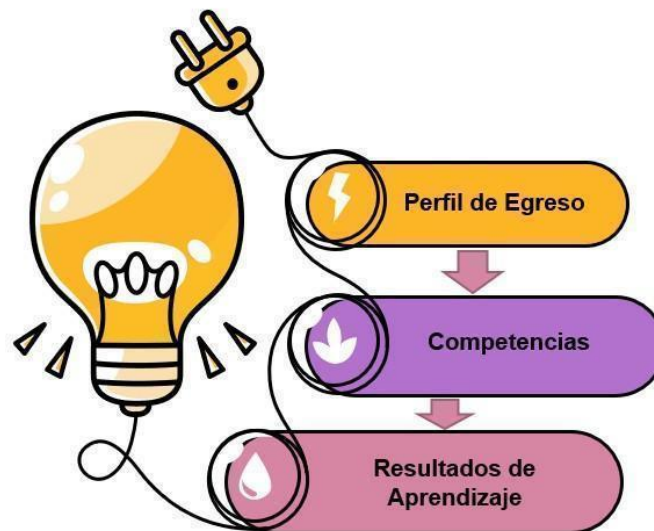 Perfil de Egreso
Competencias
Resultados de
Aprendizaje